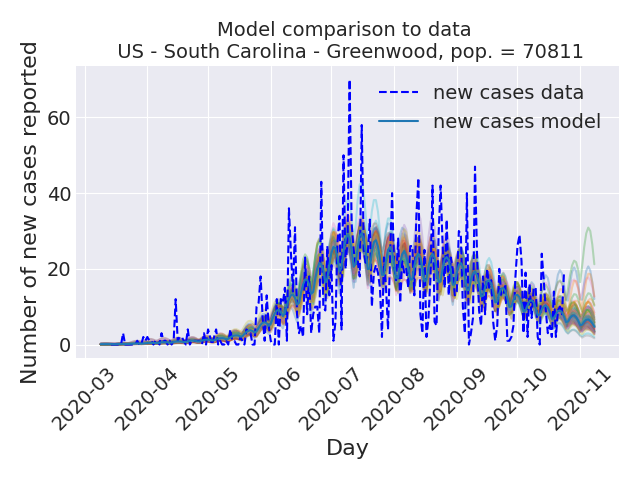 Model comparison to data
US - South Carolina - Greenwood, pop. = 70811
Number of new cases reported
60
40
20
0
new cases data
new cases model
2020-03
2020-04
2020-05
2020-06
2020-07
2020-08
2020-09
2020-10
2020-11
Day